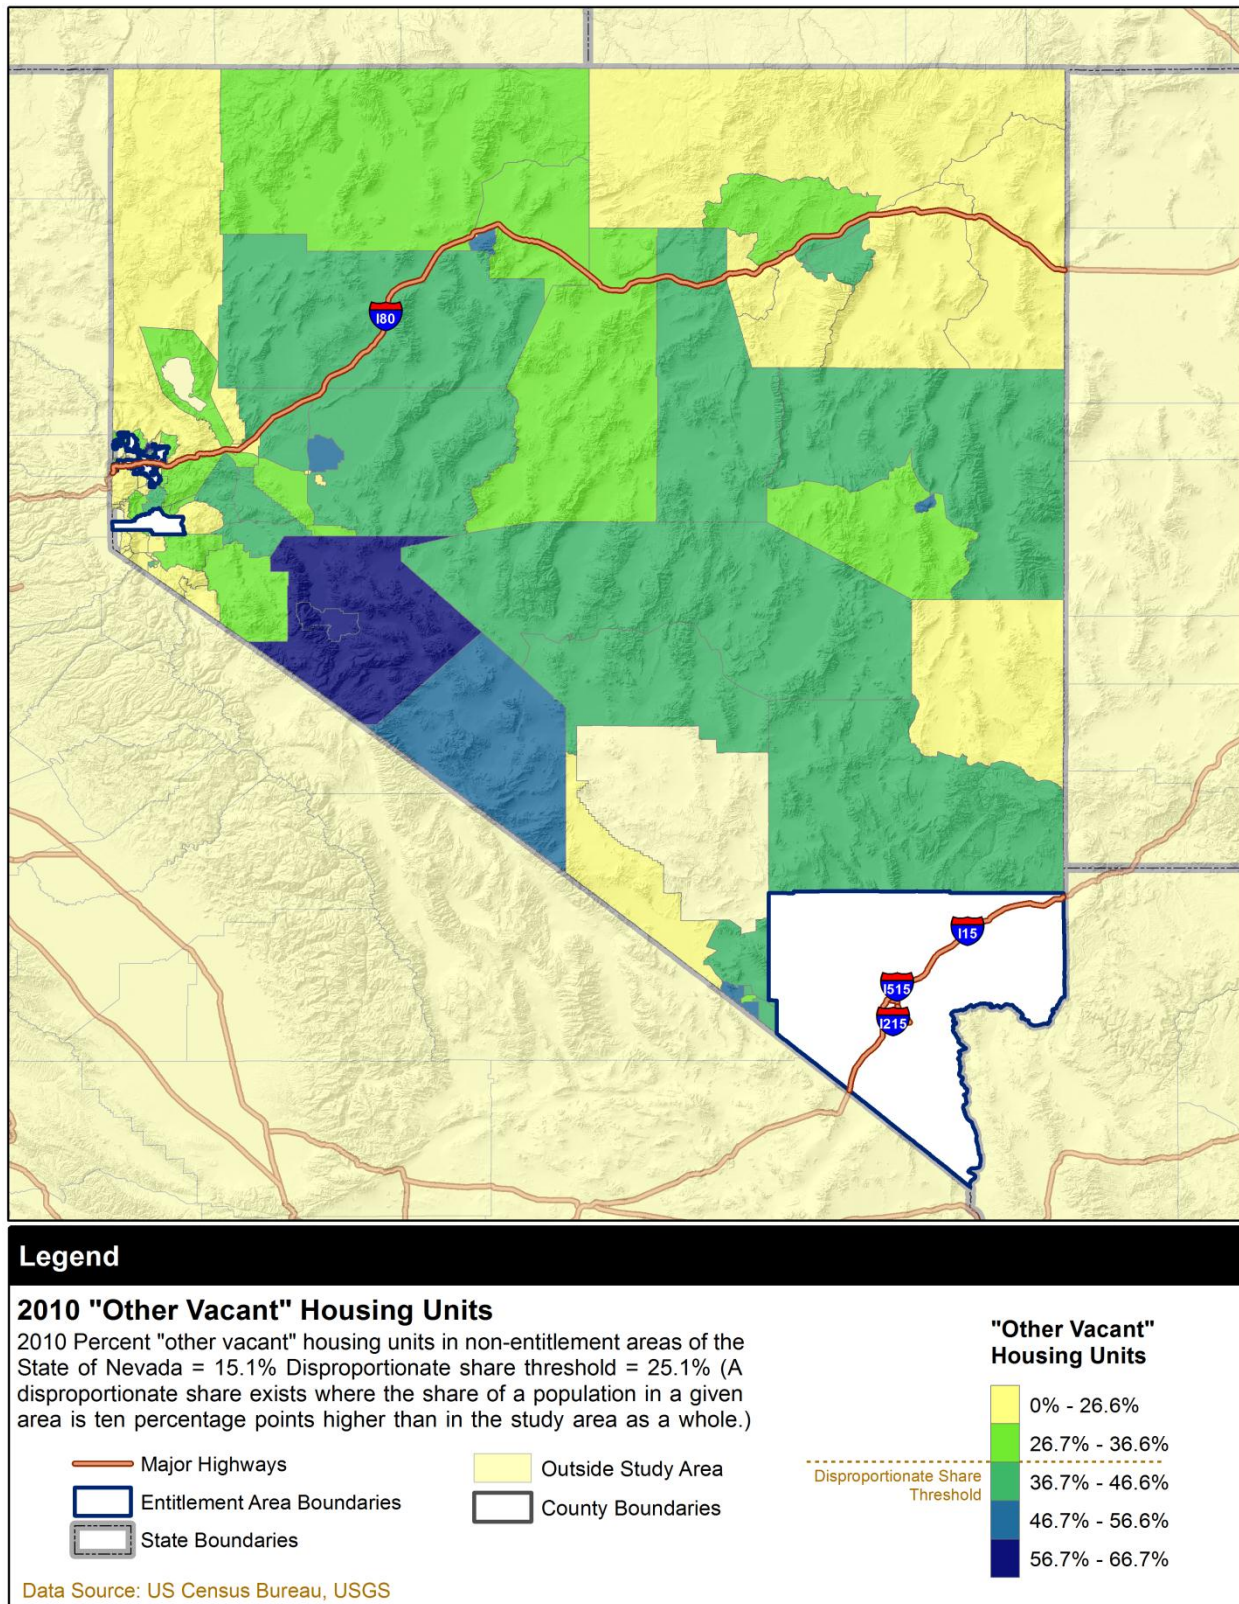 I80
I15
I515
I215
Legend
2010 "Other Vacant" Housing Units
2010 Percent "other vacant" housing units in non-entitlement areas of the
State of Nevada = 15.1% Disproportionate share threshold = 25.1% (A
disproportionate share exists where the share of a population in a given
area is ten percentage points higher than in the study area as a whole.)
Major Highways
Entitlement Area Boundaries
State Boundaries
Outside Study Area
County Boundaries
Data Source: US Census Bureau, USGS
"Other Vacant"
Housing Units
0% - 26.6%
26.7% - 36.6%
Disproportionate Share
Threshold
36.7% - 46.6%
46.7% - 56.6%
56.7% - 66.7%